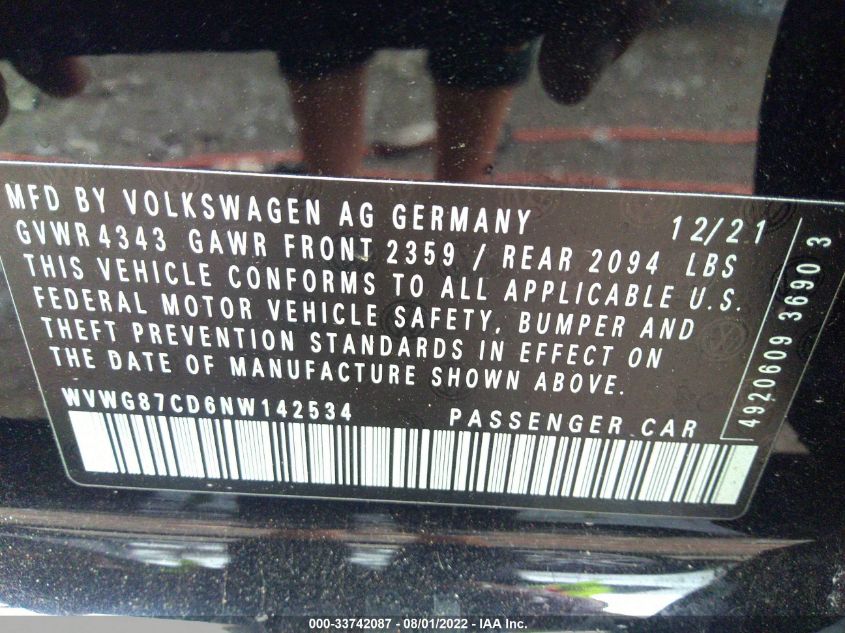 MFD BY VOLKSWAGEN AG GERMANY 12/21
GVWR 4343 GAWR FRONT 2359 / REAR 2094 LBS
THIS VEHICLE CONFORMS TO ALL APPLICABLE U.S.
FEDERAL MOTOR VEHICLE SAFETY, BUMPER AND
THEFT PREVENTION STANDARDS IN EFFECT ON
THE DATE OF MANUFACTURE SHOWN ABOVE.
WVWG87CD6NW142534 PASSENGER CAR
4920609 3690 3
000-33742087 - 08/01/2022 - IAA Inc.